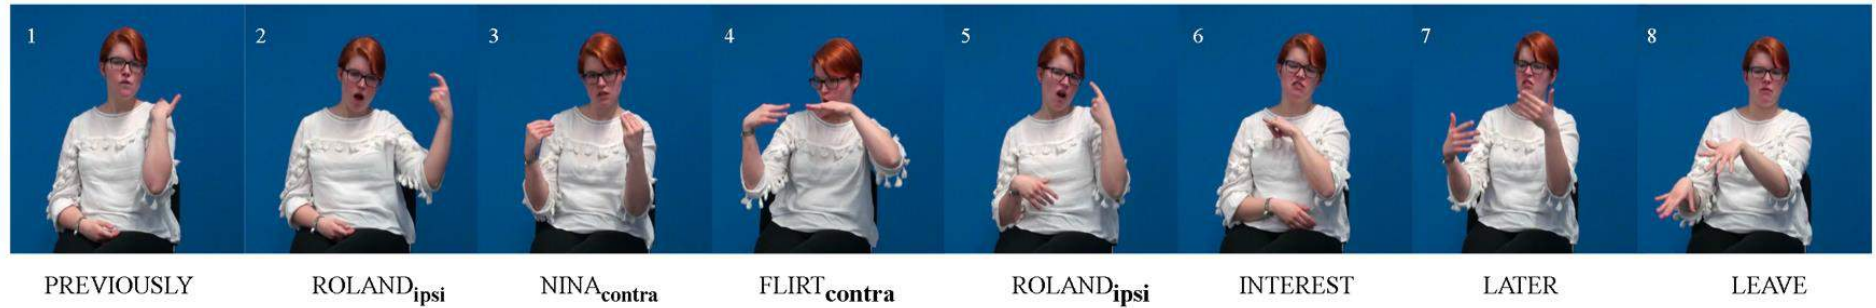 1 2 3 4 5 6 7 8
PREVIOUSLY ROLANDipsi NINAcontra FLIRTcontra ROLANDipsi INTEREST LATER LEAVE